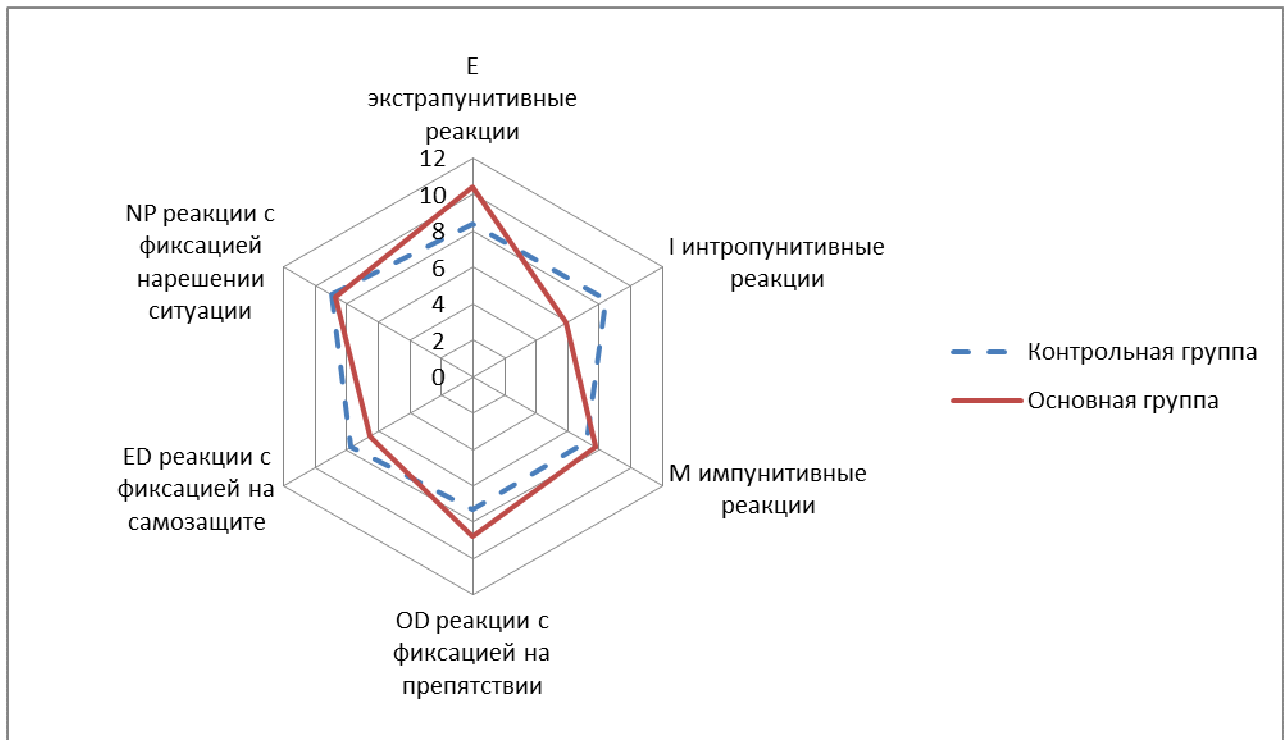 E
экстрапунитивные
реакции
12
10
8
6
4
2
0
I интропунитивные
реакции
M импунитивные
реакции
OD реакции с
фиксацией на
препятствии
ED реакции с
фиксацией на
самозащите
NP реакции с
фиксацией
нарешении
ситуации
Контрольная группа
Основная группа